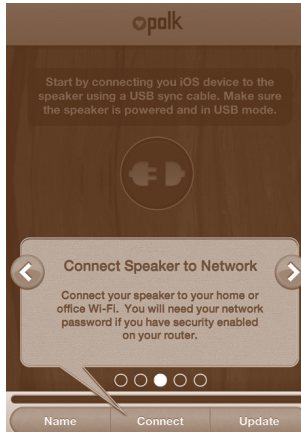 polk
Start by connecting you iOS device to the
speaker using a USB sync cable. Make sure
the speaker is powered and in USB mode.
Connect Speaker to Network
Connect your speaker to your home or
office Wi-Fi. You will need your network
password if you have security enabled
on your router.
Name Connect Update